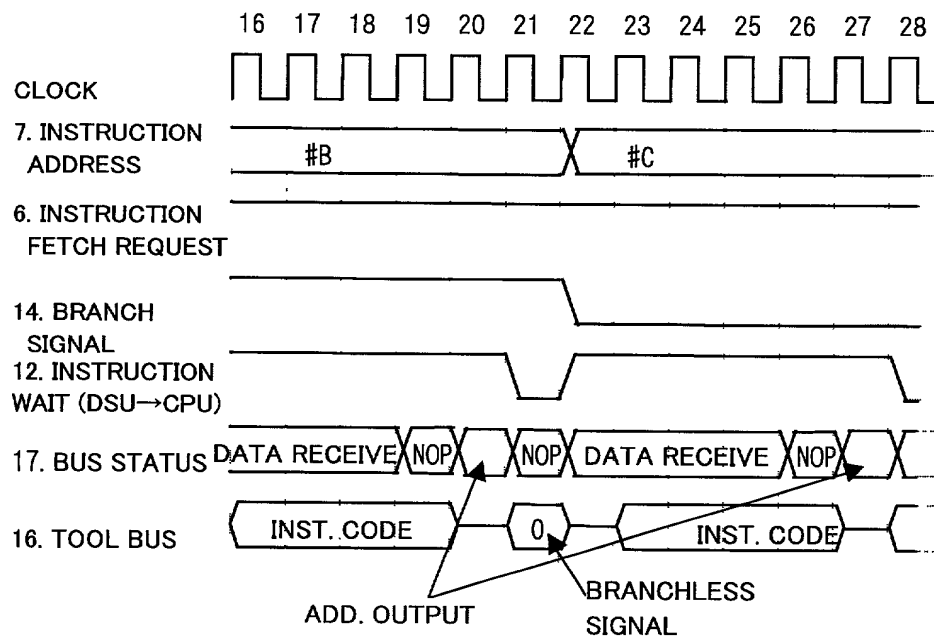 16 17 18 19 20 21 22 23 24 25 26 27 28
CLOCK
7. INSTRUCTION
ADDRESS
#B
#C
6. INSTRUCTION
FETCH REQUEST
14. BRANCH
SIGNAL
12. INSTRUCTION
WAIT (DSU→CPU)
17. BUS STATUS
DATA RECEIVE
NOP
NOP
DATA RECEIVE
NOP
16. TOOL BUS
INST. CODE
0
INST. CODE
ADD. OUTPUT
BRANCHLESS
SIGNAL